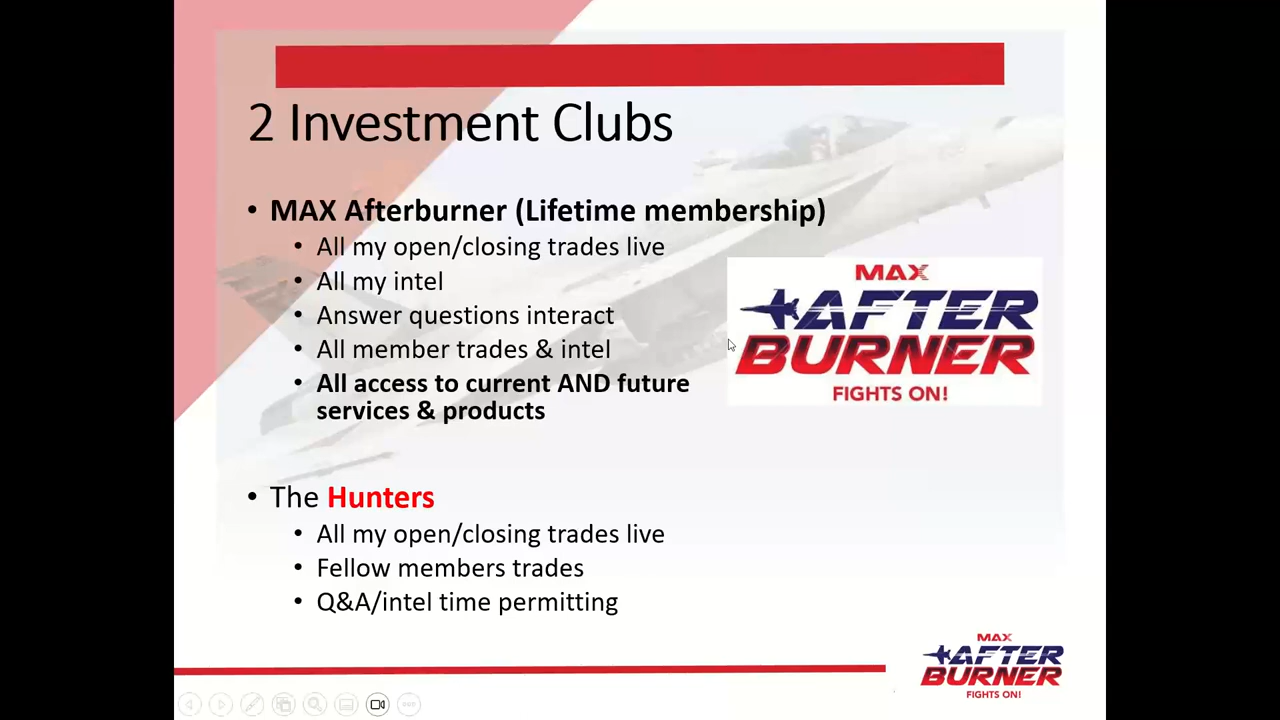 2 Investment Clubs
• MAX Afterburner (Lifetime membership)
• All my open/closing trades live
• All my intel
• Answer questions interact
• All member trades & intel
• All access to current AND future
services & products
MAX
AFTER
BURNER
FIGHTS ON!
• The Hunters
• All my open/closing trades live
• Fellow members trades
• Q&A/intel time permitting
MAX
AFTER
BURNER
FIGHTS ON!